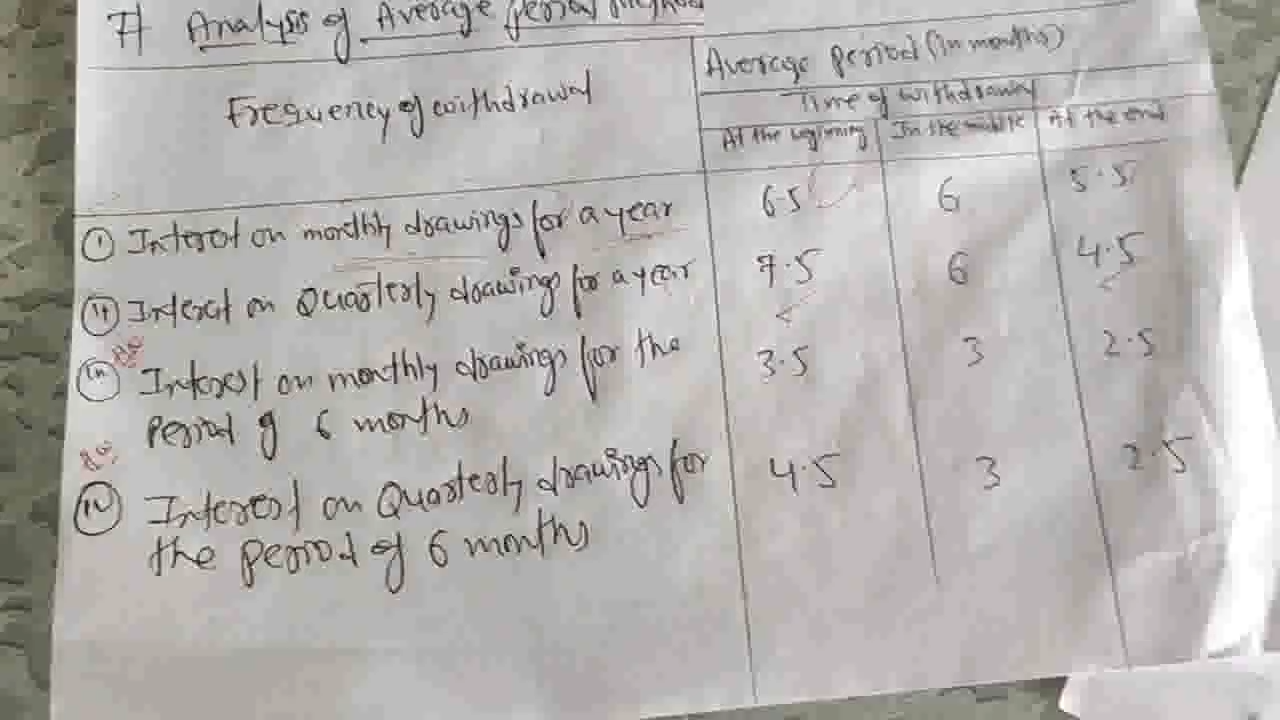 7) Analysis of Average period method
Average period (in months)
Frequency of withdrawal
Time of withdrawal
At the beginning In the middle At the end
(i) Interest on monthly drawings for a year 6.5 6 5.5
(ii) Interest on Quarterly drawings for a year 7.5 6 4.5
(iii) Interest on monthly drawings for the 3.5 3 2.5
period of 6 months
(iv) Interest on Quarterly drawings for 4.5 3 2.5
the period of 6 months